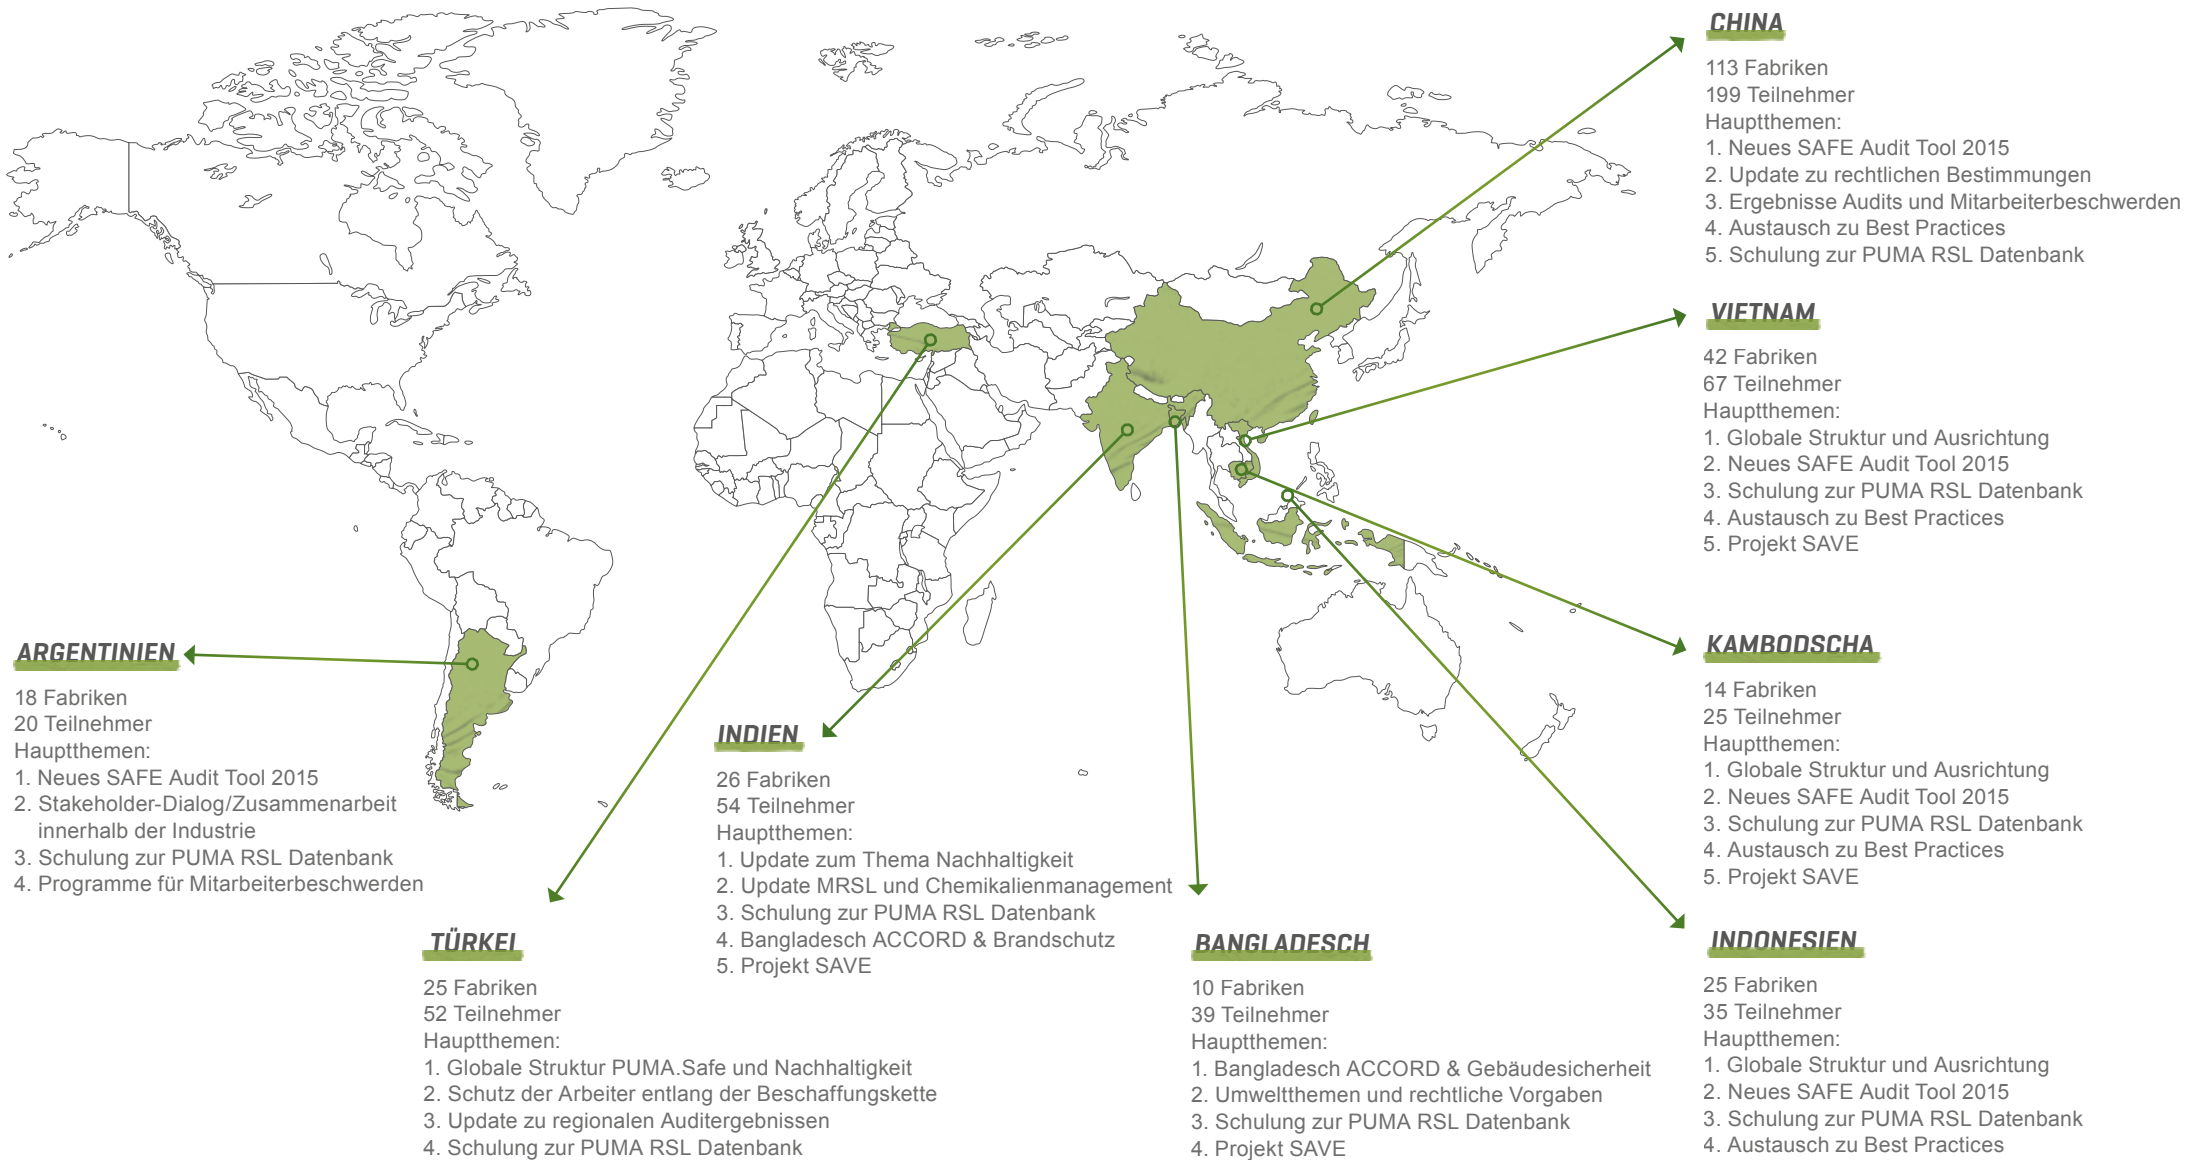 CHINA
113 Fabriken
199 Teilnehmer
Hauptthemen:
1. Neues SAFE Audit Tool 2015
2. Update zu rechtlichen Bestimmungen
3. Ergebnisse Audits und Mitarbeiterbeschwerden
4. Austausch zu Best Practices
5. Schulung zur PUMA RSL Datenbank
VIETNAM
42 Fabriken
67 Teilnehmer
Hauptthemen:
1. Globale Struktur und Ausrichtung
2. Neues SAFE Audit Tool 2015
3. Schulung zur PUMA RSL Datenbank
4. Austausch zu Best Practices
5. Projekt SAVE
KAMBODSCHA
14 Fabriken
25 Teilnehmer
Hauptthemen:
1. Globale Struktur und Ausrichtung
2. Neues SAFE Audit Tool 2015
3. Schulung zur PUMA RSL Datenbank
4. Austausch zu Best Practices
5. Projekt SAVE
ARGENTINIEN
18 Fabriken
20 Teilnehmer
Hauptthemen:
1. Neues SAFE Audit Tool 2015
2. Stakeholder-Dialog/Zusammenarbeit
innerhalb der Industrie
3. Schulung zur PUMA RSL Datenbank
4. Programme für Mitarbeiterbeschwerden
INDIEN
26 Fabriken
54 Teilnehmer
Hauptthemen:
1. Update zum Thema Nachhaltigkeit
2. Update MRSL und Chemikalienmanagement
3. Schulung zur PUMA RSL Datenbank
4. Bangladesch ACCORD & Brandschutz
5. Projekt SAVE
TÜRKEI
25 Fabriken
52 Teilnehmer
Hauptthemen:
1. Globale Struktur PUMA.Safe und Nachhaltigkeit
2. Schutz der Arbeiter entlang der Beschaffungskette
3. Update zu regionalen Auditergebnissen
4. Schulung zur PUMA RSL Datenbank
BANGLADESCH
10 Fabriken
39 Teilnehmer
Hauptthemen:
1. Bangladesch ACCORD & Gebäudesicherheit
2. Umweltthemen und rechtliche Vorgaben
3. Schulung zur PUMA RSL Datenbank
4. Projekt SAVE
INDONESIEN
25 Fabriken
35 Teilnehmer
Hauptthemen:
1. Globale Struktur und Ausrichtung
2. Neues SAFE Audit Tool 2015
3. Schulung zur PUMA RSL Datenbank
4. Austausch zu Best Practices